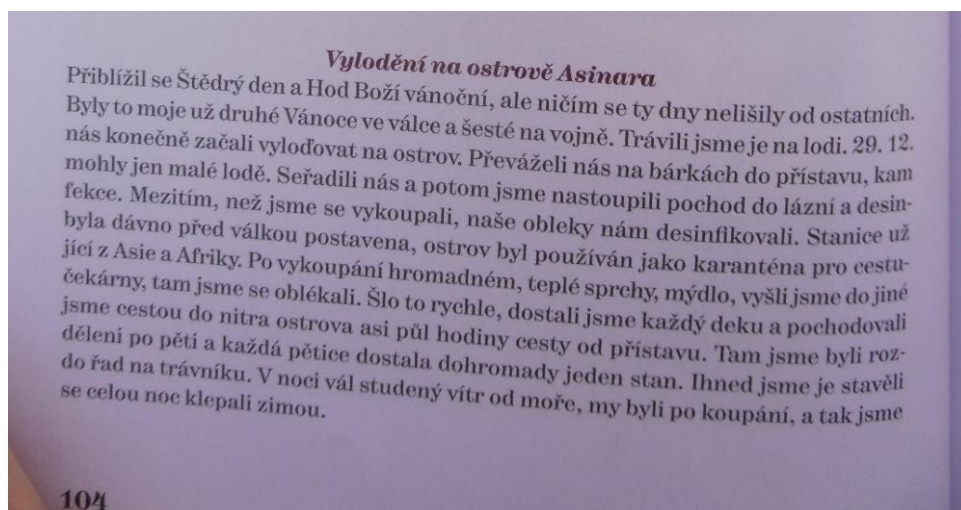 Vylodění na ostrově Asinara
Přiblížil se Štědrý den a Hod Boží vánoční, ale ničím se ty dny nelišily od ostatních.
Byly to moje už druhé Vánoce ve válce a šesté na vojně. Trávili jsme je na lodi. 29. 12.
nás konečně začali vyloďovat na ostrov. Převáželi nás na bárkách do přístavu, kam
mohly jen malé lodě. Seřadili nás a potom jsme nastoupili pochod do lázní a desin-
fekce. Mezitím, než jsme se vykoupali, naše obleky nám desinfikovali. Stanice už
byla dávno před válkou postavena, ostrov byl používán jako karanténa pro cestu-
jící z Asie a Afriky. Po vykoupání hromadném, teplé sprchy, mýdlo, vyšli jsme do jiné
čekárny, tam jsme se oblékali. Šlo to rychle, dostali jsme každý deku a pochodovali
jsme cestou do nitra ostrova asi půl hodiny cesty od přístavu. Tam jsme byli roz-
děleni po pěti a každá pětice dostala dohromady jeden stan. Ihned jsme je stavěli
do řad na trávníku. V noci vál studený vítr od moře, my byli po koupání, a tak jsme
se celou noc klepali zimou.
104